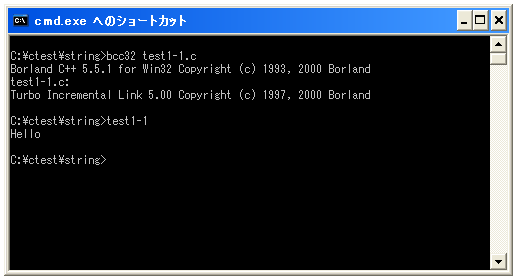 cmd.exe へのショートカット
C:¥ctest¥string>bcc32 test1-1.c
Borland C++ 5.5.1 for Win32 Copyright (c) 1993, 2000 Borland
test1-1.c:
Turbo Incremental Link 5.00 Copyright (c) 1997, 2000 Borland
C:¥ctest¥string>test1-1
Hello
C:¥ctest¥string>